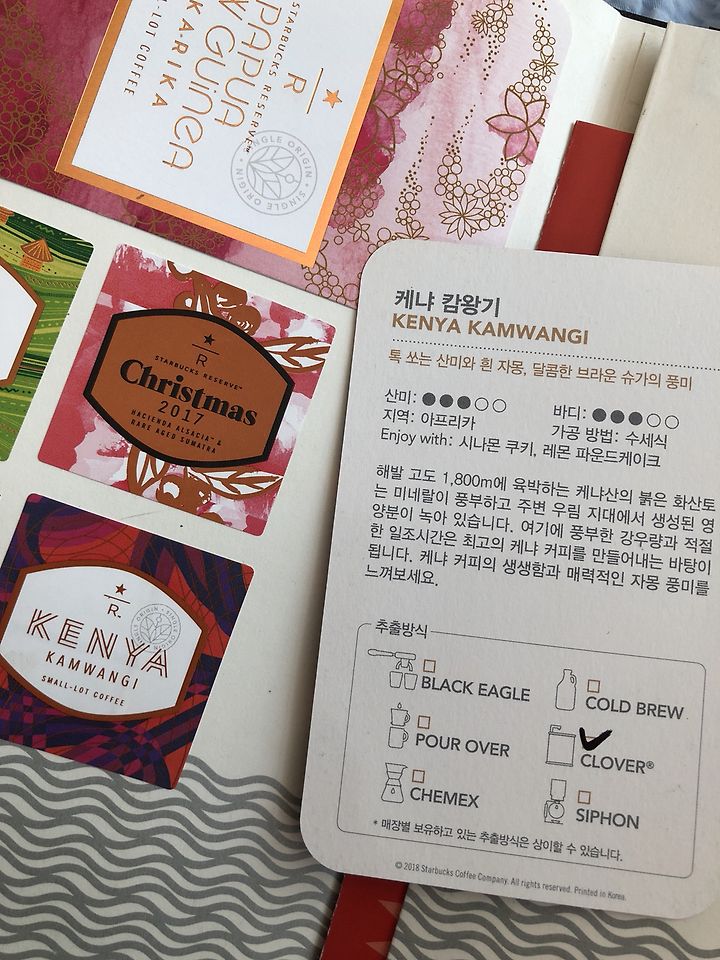 STARBUCKS RESERVE™
R
PAPUA
GUINEA
KARIKA
LOT COFFEE
SINGLE ORIGIN • SINGLE ORIGIN •
R
STARBUCKS RESERVE™
Christmas
2017
HACIENDA ALSACIA™ &
RARE AGED SUMATRA
R.
SINGLE ORIGIN • SINGLE ORIGIN
KENYA
KAMWANGI
SMALL-LOT COFFEE
케냐 캄왕기
KENYA KAMWANGI
톡 쏘는 산미와 흰 자몽, 달콤한 브라운 슈가의 풍미
산미: ●●●○○ 바디: ●●●○○
지역: 아프리카 가공 방법: 수세식
Enjoy with: 시나몬 쿠키, 레몬 파운드케이크
해발 고도 1,800m에 육박하는 케냐산의 붉은 화산토
는 미네랄이 풍부하고 주변 우림 지대에서 생성된 영
양분이 녹아 있습니다. 여기에 풍부한 강우량과 적절
한 일조시간은 최고의 케냐 커피를 만들어내는 바탕이
됩니다. 케냐 커피의 생생함과 매력적인 자몽 풍미를
느껴보세요.
추출방식
BLACK EAGLE
COLD BREW
POUR OVER
CLOVER®
CHEMEX
SIPHON
* 매장별 보유하고 있는 추출방식은 상이할 수 있습니다.
© 2018 Starbucks Coffee Company. All rights reserved. Printed in Korea.